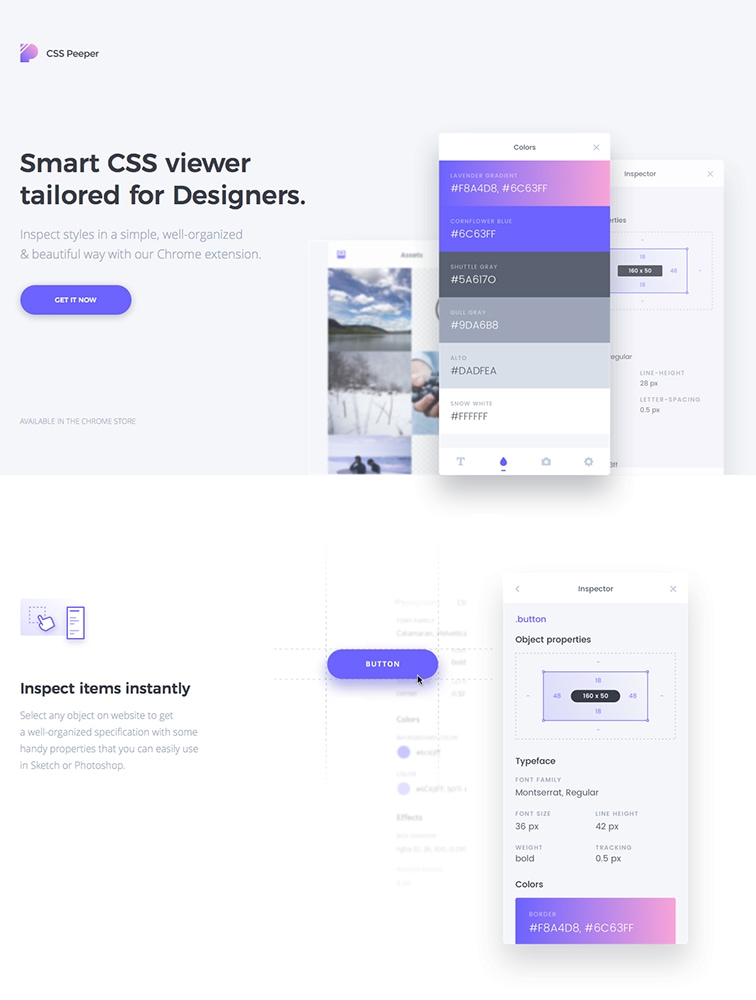 CSS Peeper
Smart CSS viewer
tailored for Designers.
Inspect styles in a simple, well-organized
& beautiful way with our Chrome extension.
GET IT NOW
AVAILABLE IN THE CHROME STORE
Assets
Colors
LAVENDER GRADIENT
#F8A4D8, #6C63FF
CORNFLOWER BLUE
#6C63FF
SHUTTLE GRAY
#5A617O
GULL GRAY
#9DA6B8
ALTO
#DADFEA
SNOW WHITE
#FFFFFF
T
Inspector
-
18
160 x 50
48
-
18
-
LINE-HEIGHT
28 px
LETTER-SPACING
0.5 px
Inspect items instantly
Select any object on website to get
a well-organized specification with some
handy properties that you can easily use
in Sketch or Photoshop.
BUTTON
bold
Colors
Effects
Inspector
.button
Object properties
-
18
- 48 160 x 50 48 -
18
-
Typeface
FONT FAMILY
Montserrat, Regular
FONT SIZE LINE HEIGHT
36 px 42 px
WEIGHT TRACKING
bold 0.5 px
Colors
BORDER
#F8A4D8, #6C63FF